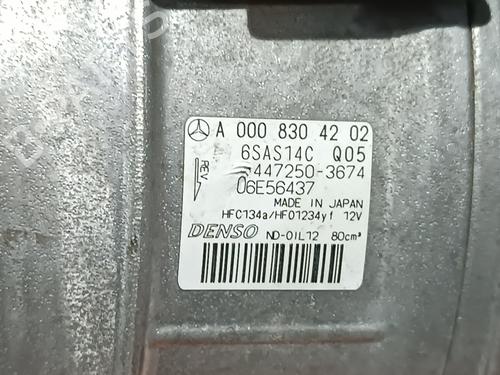 A 000 830 42 02
6SAS14C Q05
REV
447250-3674
06E56437
MADE IN JAPAN
HFC134a/HFO1234yf 12V
DENSO ND-OIL12 80cm³